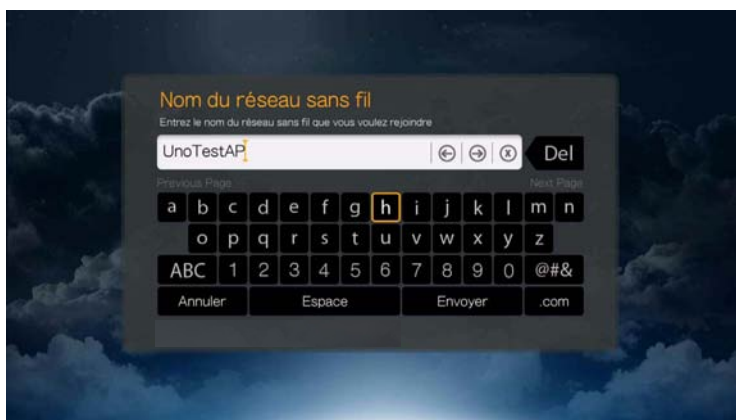 Nom du réseau sans fil
Entrez le nom du réseau sans fil que vous voulez rejoindre
UnoTestAP
Del
Previous Page Next Page
a b c d e f g h i j k l m n
o p q r s t u v w x y z
ABC 1 2 3 4 5 6 7 8 9 0 @#&
Annuler Espace Envoyer .com